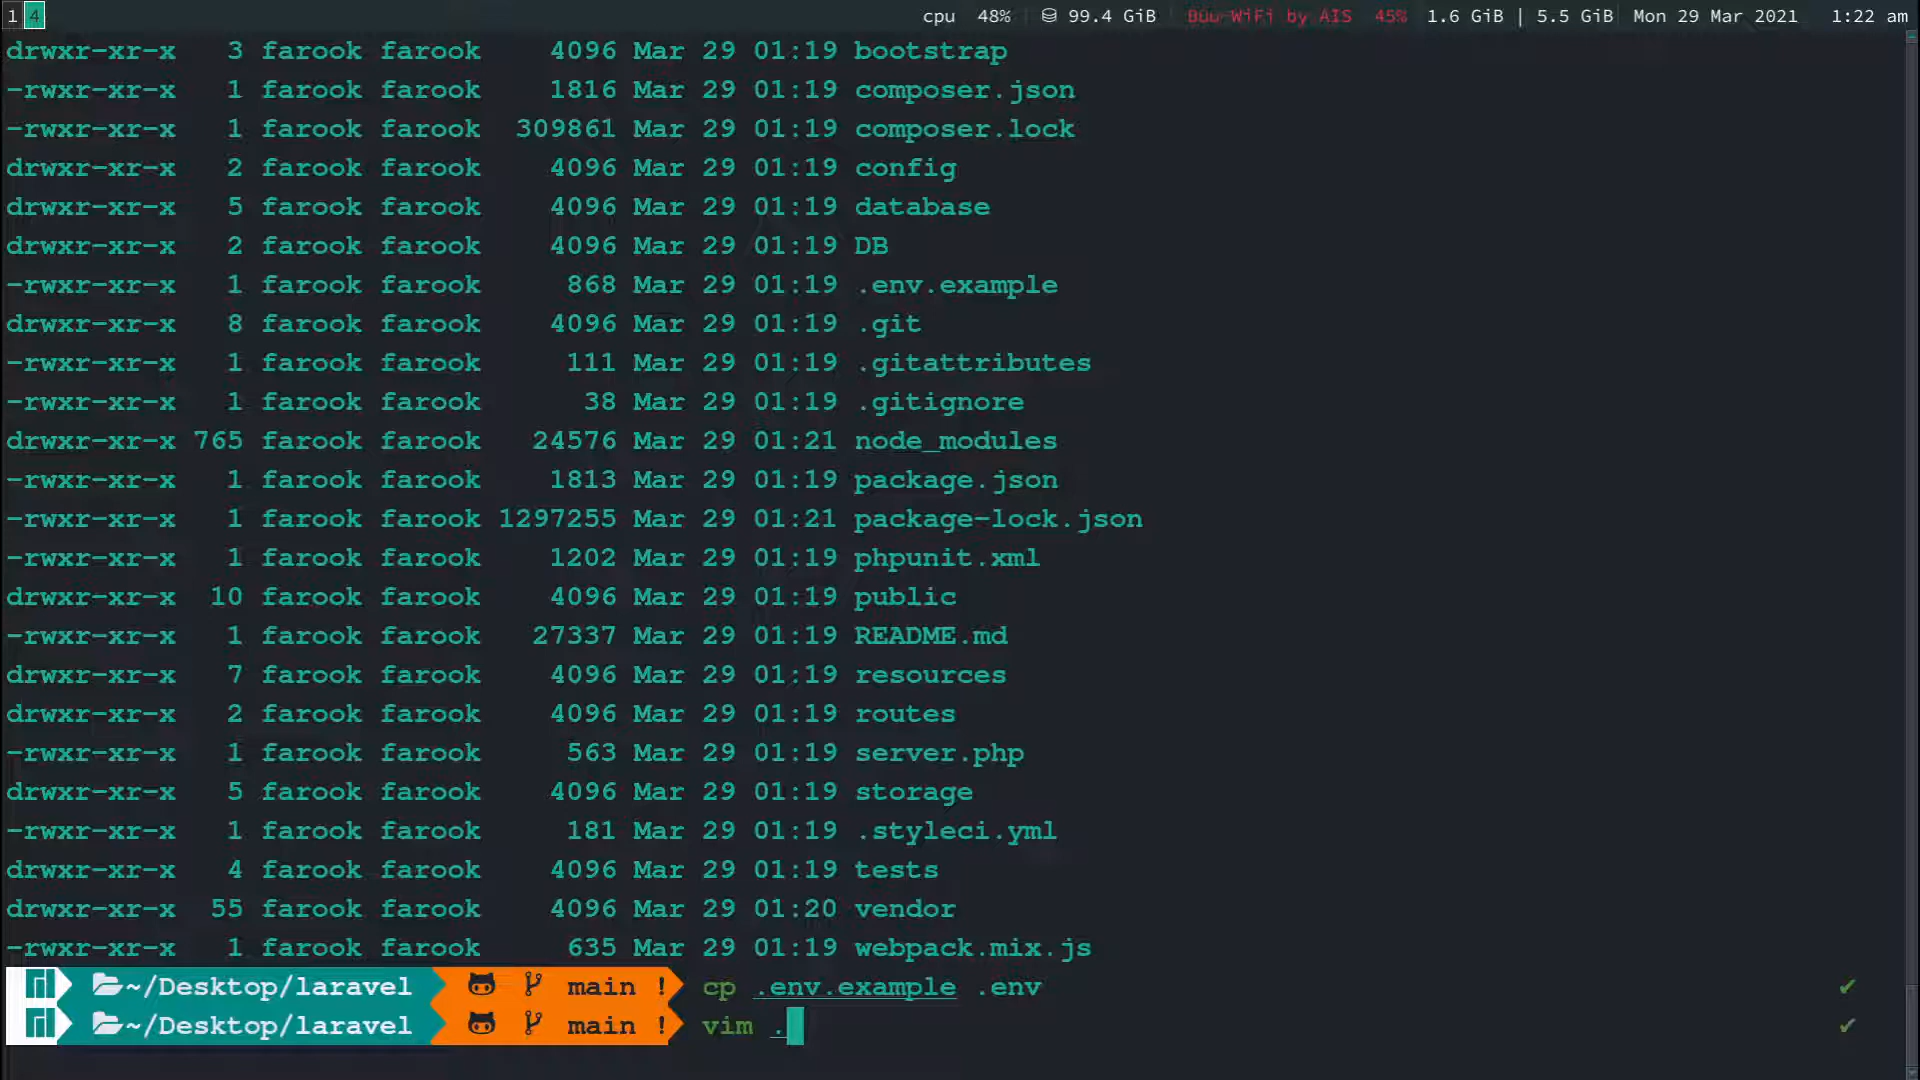 1 4 cpu 48% 99.4 GiB Buu-WiFi by AIS 45% 1.6 GiB | 5.5 GiB Mon 29 Mar 2021 1:22 am
drwxr-xr-x 3 farook farook 4096 Mar 29 01:19 bootstrap
-rwxr-xr-x 1 farook farook 1816 Mar 29 01:19 composer.json
-rwxr-xr-x 1 farook farook 309861 Mar 29 01:19 composer.lock
drwxr-xr-x 2 farook farook 4096 Mar 29 01:19 config
drwxr-xr-x 5 farook farook 4096 Mar 29 01:19 database
drwxr-xr-x 2 farook farook 4096 Mar 29 01:19 DB
-rwxr-xr-x 1 farook farook 868 Mar 29 01:19 .env.example
drwxr-xr-x 8 farook farook 4096 Mar 29 01:19 .git
-rwxr-xr-x 1 farook farook 111 Mar 29 01:19 .gitattributes
-rwxr-xr-x 1 farook farook 38 Mar 29 01:19 .gitignore
drwxr-xr-x 765 farook farook 24576 Mar 29 01:21 node_modules
-rwxr-xr-x 1 farook farook 1813 Mar 29 01:19 package.json
-rwxr-xr-x 1 farook farook 1297255 Mar 29 01:21 package-lock.json
-rwxr-xr-x 1 farook farook 1202 Mar 29 01:19 phpunit.xml
drwxr-xr-x 10 farook farook 4096 Mar 29 01:19 public
-rwxr-xr-x 1 farook farook 27337 Mar 29 01:19 README.md
drwxr-xr-x 7 farook farook 4096 Mar 29 01:19 resources
drwxr-xr-x 2 farook farook 4096 Mar 29 01:19 routes
-rwxr-xr-x 1 farook farook 563 Mar 29 01:19 server.php
drwxr-xr-x 5 farook farook 4096 Mar 29 01:19 storage
-rwxr-xr-x 1 farook farook 181 Mar 29 01:19 .styleci.yml
drwxr-xr-x 4 farook farook 4096 Mar 29 01:19 tests
drwxr-xr-x 55 farook farook 4096 Mar 29 01:20 vendor
-rwxr-xr-x 1 farook farook 635 Mar 29 01:19 webpack.mix.js
~/Desktop/laravel main ! cp .env.example .env ✔
~/Desktop/laravel main ! vim . ✔